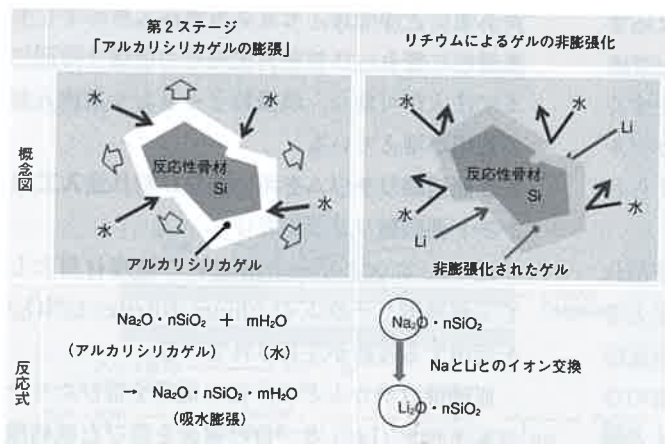 第2ステージ
「アルカリシリカゲルの膨張」
リチウムによるゲルの非膨張化
概念図
水
水
水
水
反応性骨材
Si
アルカリシリカゲル
水
水
水
水
Li
Li
反応性骨材
Si
非膨張化されたゲル
反応式
Na₂O・nSiO₂ + mH₂O
(アルカリシリカゲル) (水)
→ Na₂O・nSiO₂・mH₂O
(吸水膨張)
Na₂O・nSiO₂
NaとLiとのイオン交換
Li₂O・nSiO₂